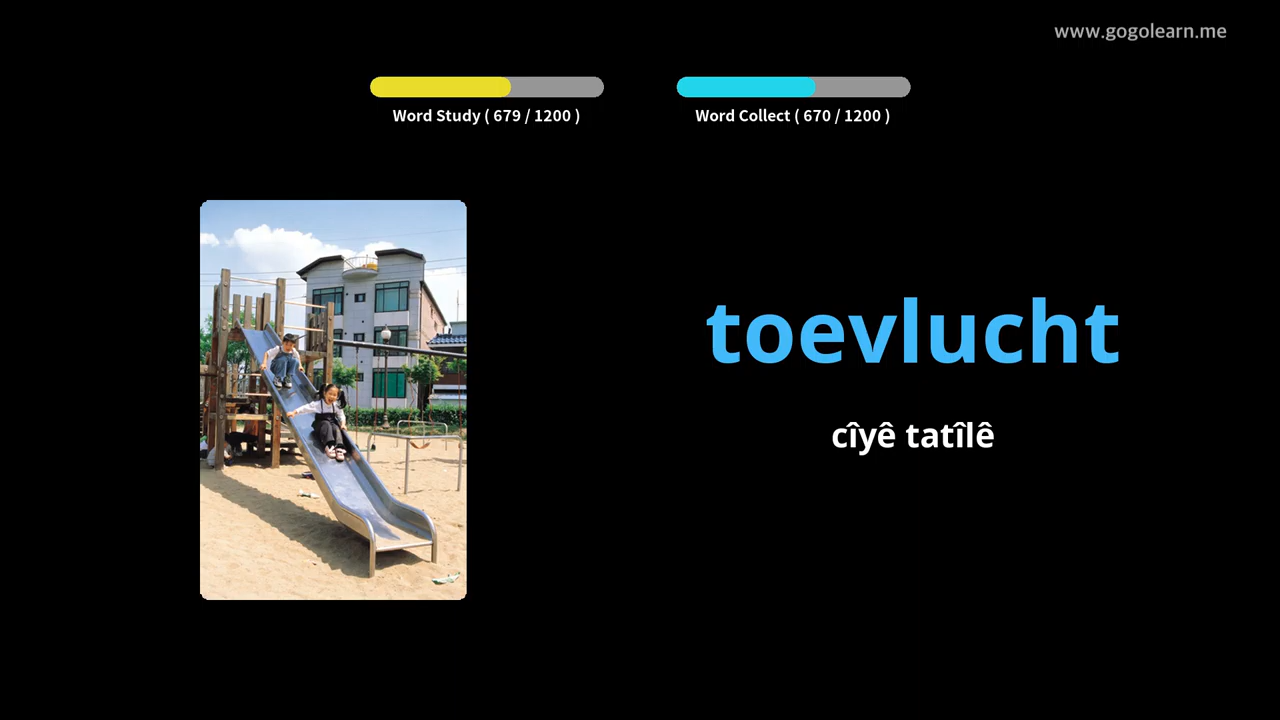 www.gogolearn.me
Word Study ( 679 / 1200 )
Word Collect ( 670 / 1200 )
toevlucht
cîyê tatîlê